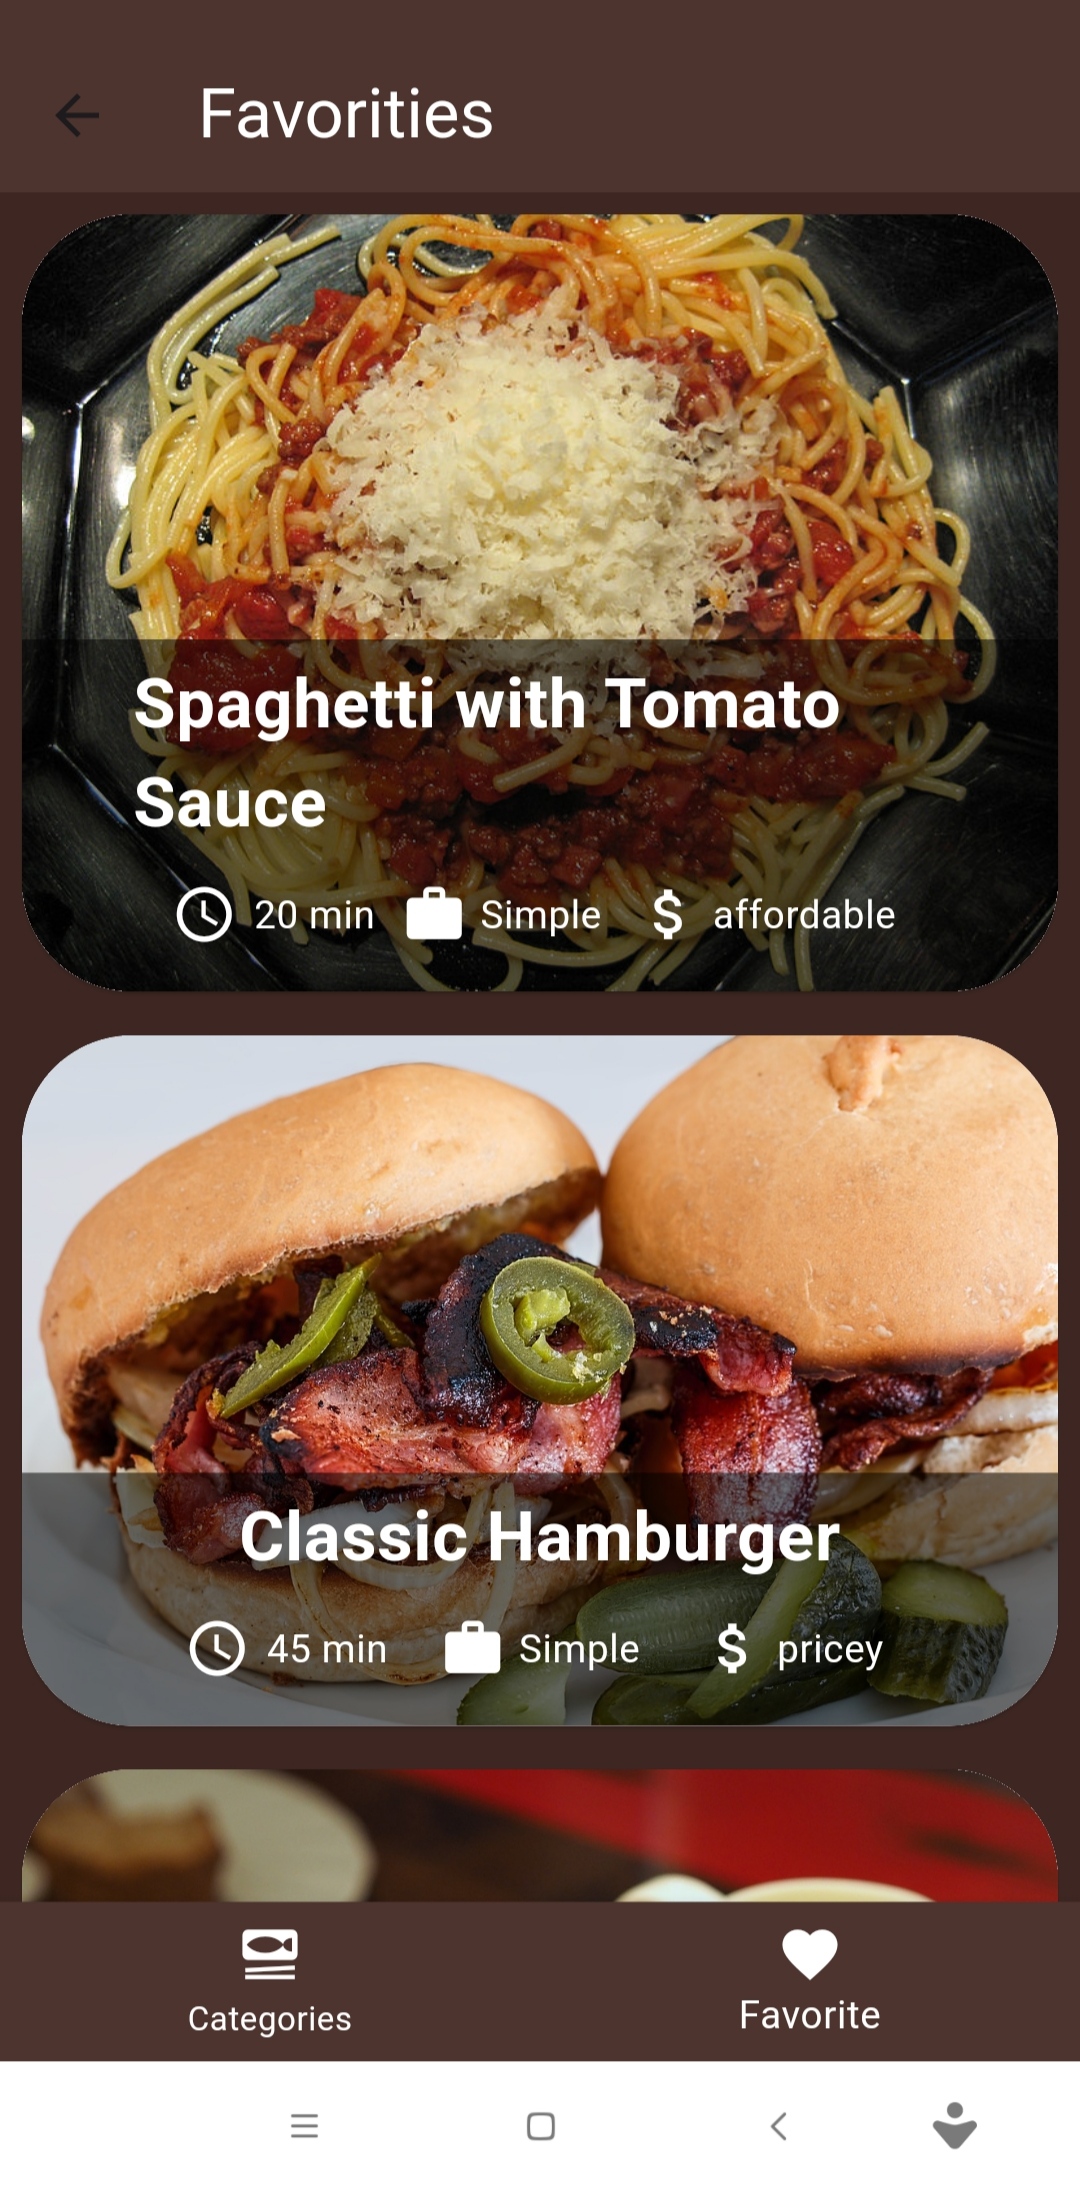 Favorities
Spaghetti with Tomato
Sauce
20 min Simple $ affordable
Classic Hamburger
45 min Simple $ pricey
Categories
Favorite